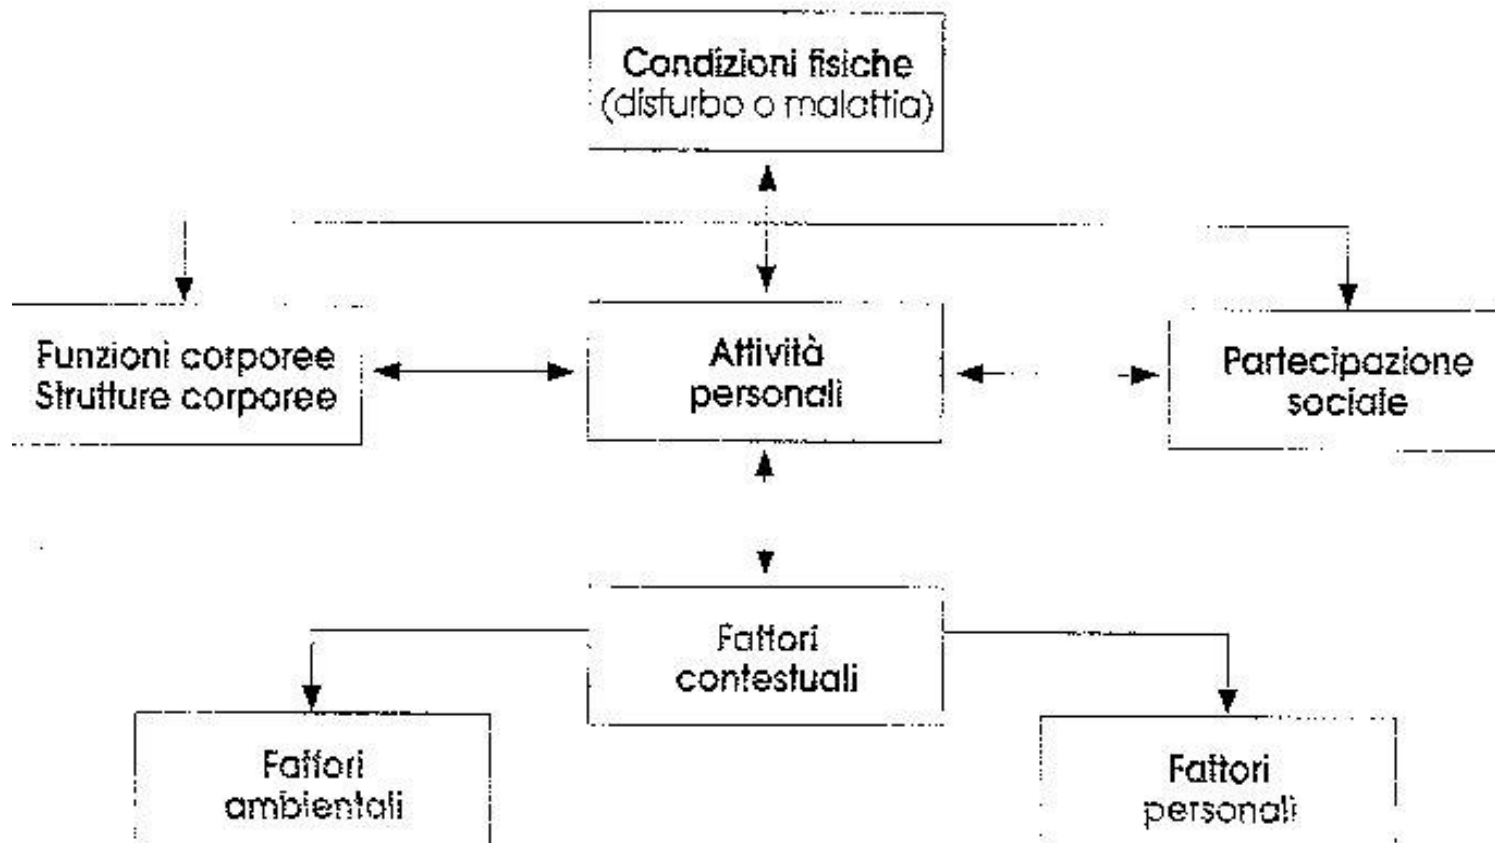 Condizioni fisiche
(disturbo o malattia)
Funzioni corporee
Strutture corporee
Attività
personali
Partecipazione
sociale
Fattori
contestuali
Fattori
ambientali
Fattori
personali